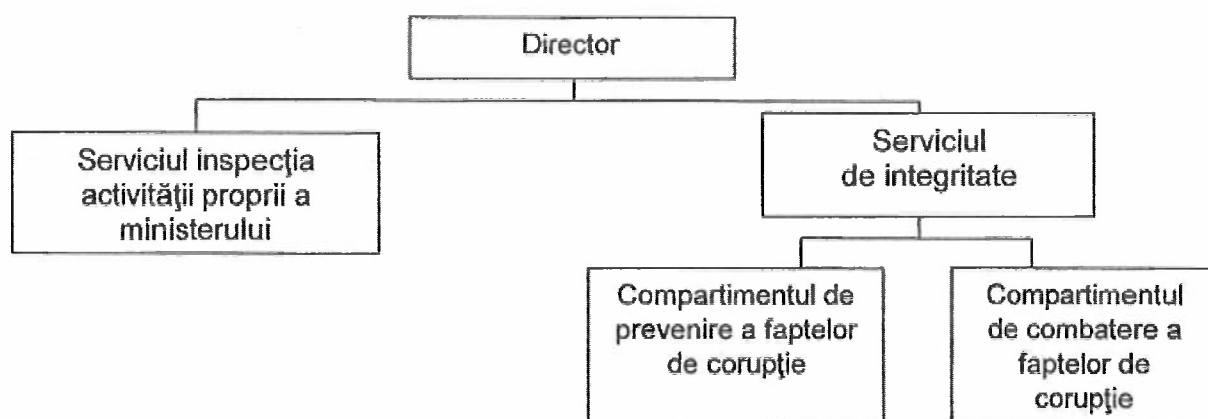 Director
Serviciul inspecţia
activităţii proprii a
ministerului
Serviciul
de integritate
Compartimentul de
prevenire a faptelor
de corupţie
Compartimentul
de combatere a
faptelor de
corupţie